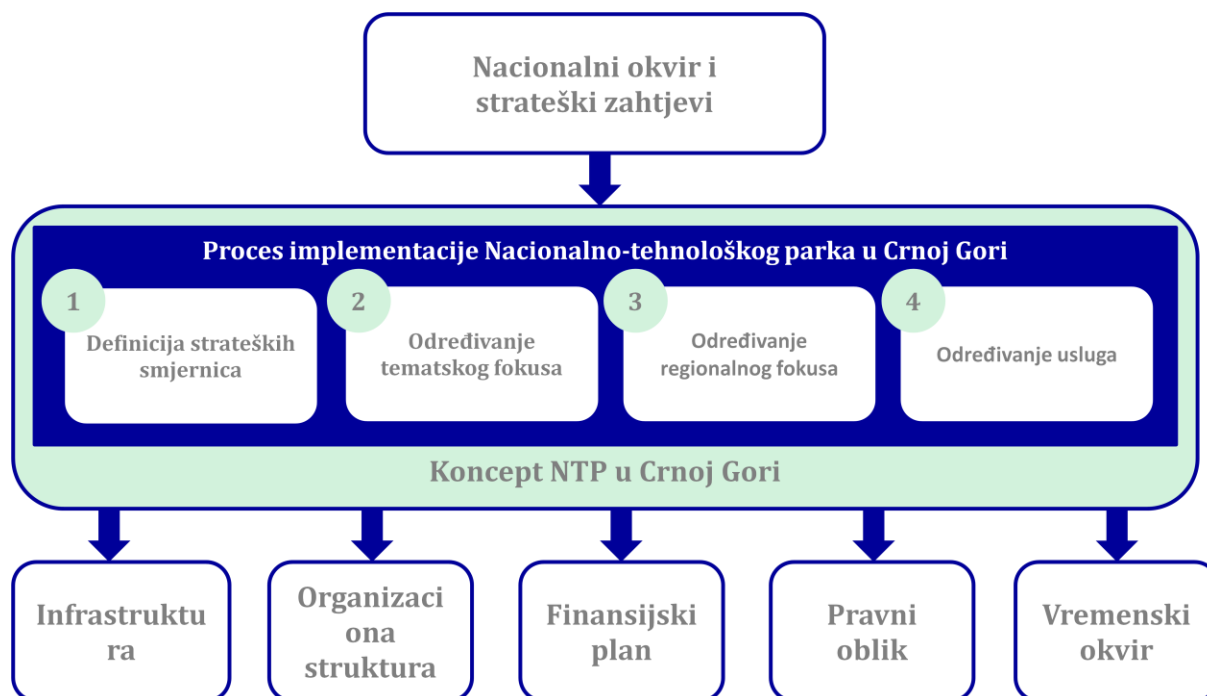 Nacionalni okvir i
strateški zahtjevi
Proces implementacije Nacionalno-tehnološkog parka u Crnoj Gori
1
Definicija strateških
smjernica
2
Određivanje
tematskog fokusa
3
Određivanje
regionalnog fokusa
4
Određivanje usluga
Koncept NTP u Crnoj Gori
Infrastruktu
ra
Organizaci
ona
struktura
Finansijski
plan
Pravni
oblik
Vremenski
okvir